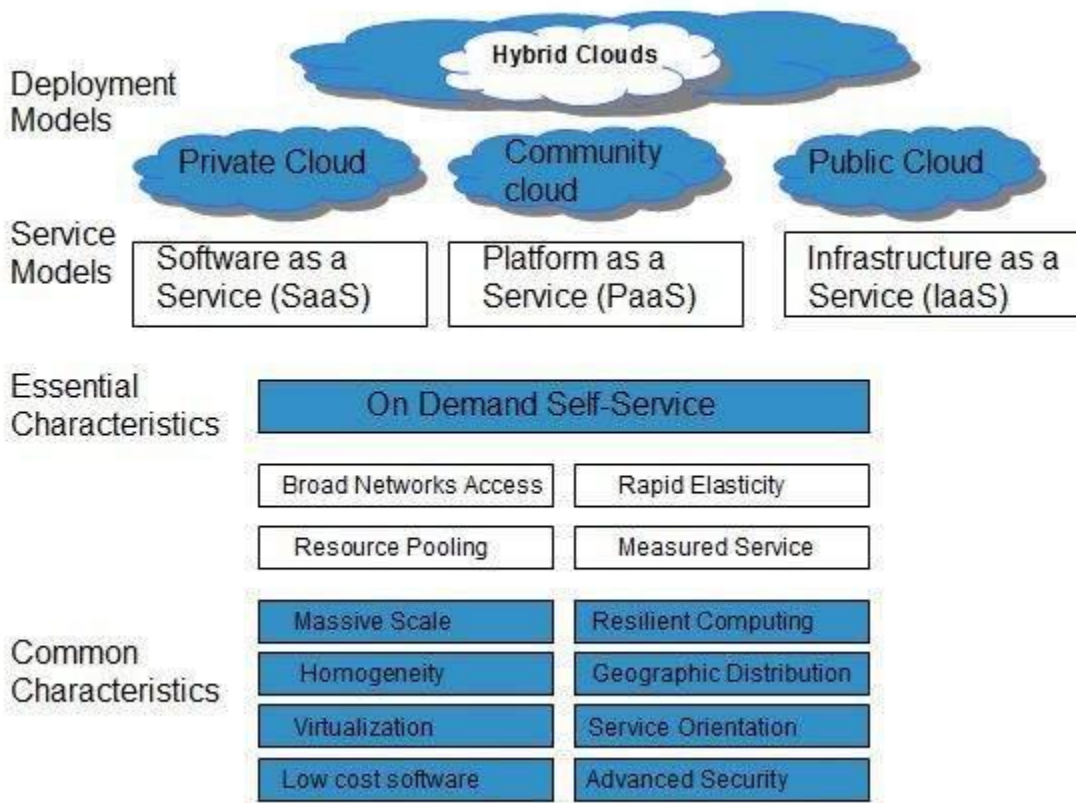 Hybrid Clouds
Deployment
Models
Private Cloud
Community
cloud
Public Cloud
Service
Models
Software as a
Service (SaaS)
Platform as a
Service (PaaS)
Infrastructure as a
Service (IaaS)
Essential
Characteristics
On Demand Self-Service
Broad Networks Access
Rapid Elasticity
Resource Pooling
Measured Service
Common
Characteristics
Massive Scale
Resilient Computing
Homogeneity
Geographic Distribution
Virtualization
Service Orientation
Low cost software
Advanced Security